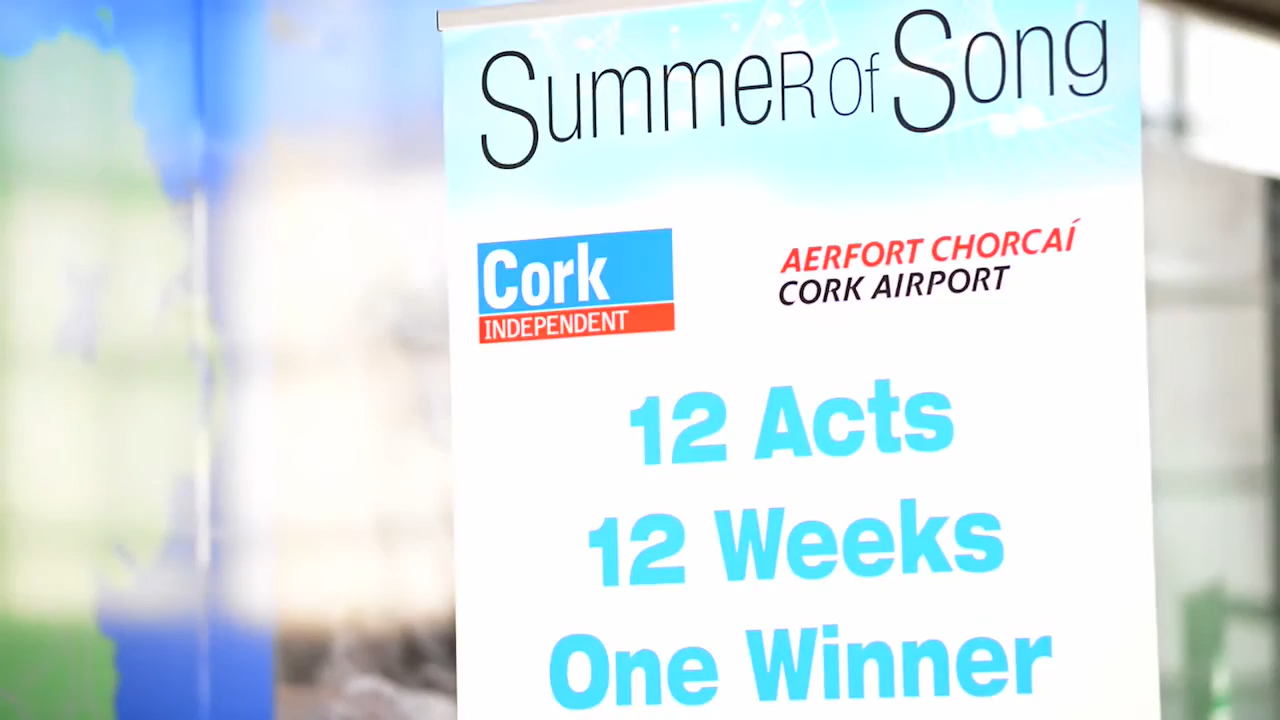 SummeR Of Song
Cork
INDEPENDENT
AERFORT CHORCAÍ
CORK AIRPORT
12 Acts
12 Weeks
One Winner